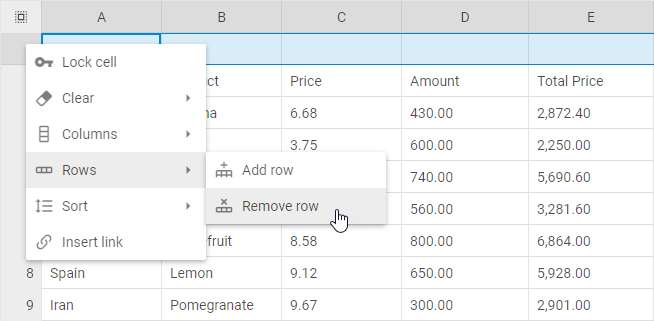 A B C D E
Lock cell
Price Amount Total Price
Clear
6.68 430.00 2,872.40
Columns
3.75 600.00 2,250.00
Rows
Add row
740.00 5,690.60
Sort
Remove row
560.00 3,281.60
Insert link
8.58 800.00 6,864.00
8 Spain Lemon 9.12 650.00 5,928.00
9 Iran Pomegranate 9.67 300.00 2,901.00